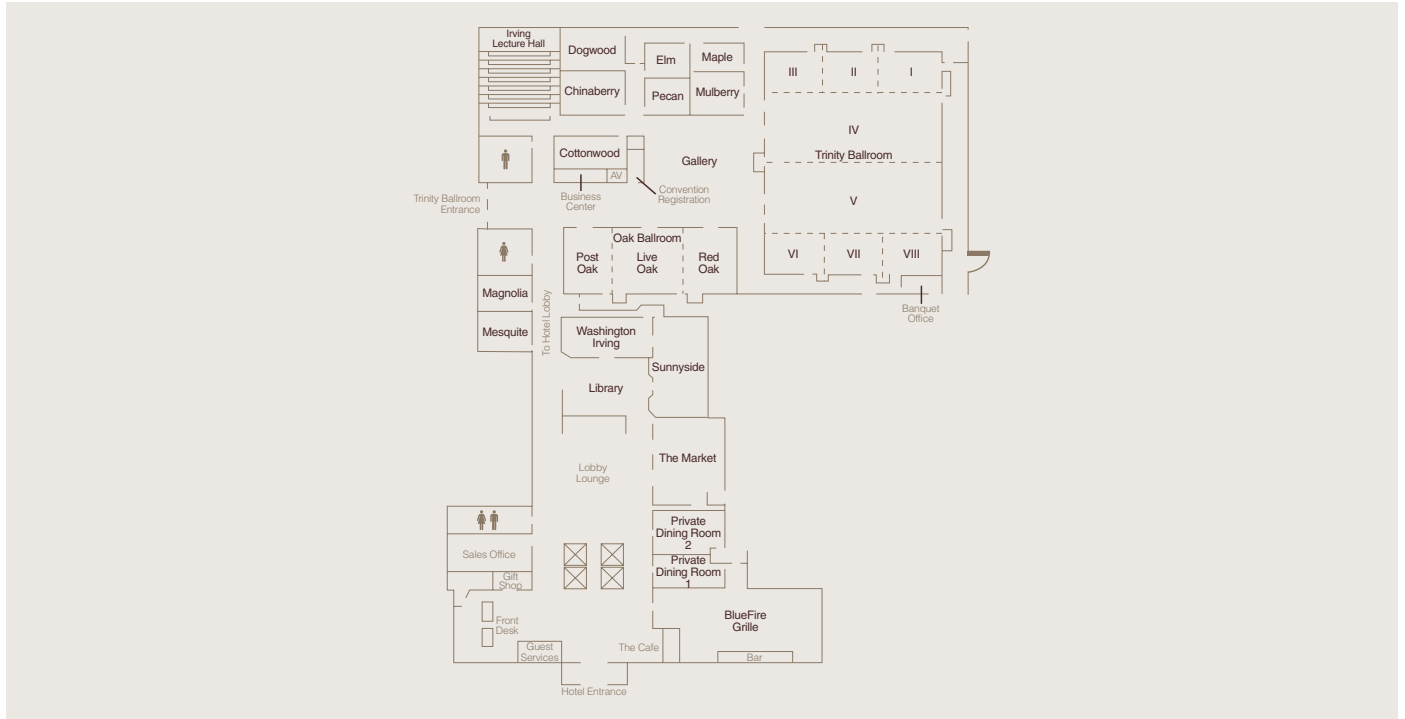 Irving
Lecture Hall
Dogwood
Elm
Maple
III
II
I
Chinaberry
Pecan
Mulberry
IV
Trinity Ballroom
Cottonwood
Gallery
AV
Business
Center
Convention
Registration
Trinity Ballroom
Entrance
V
Oak Ballroom
Post
Oak
Live
Oak
Red
Oak
VI
VII
VIII
Magnolia
Banquet
Office
Mesquite
To Hotel Lobby
Washington
Irving
Sunnyside
Library
The Market
Lobby
Lounge
Private
Dining Room
2
Sales Office
Private
Dining Room
1
Gift
Shop
BlueFire
Grille
Front
Desk
Guest
Services
The Cafe
Bar
Hotel Entrance